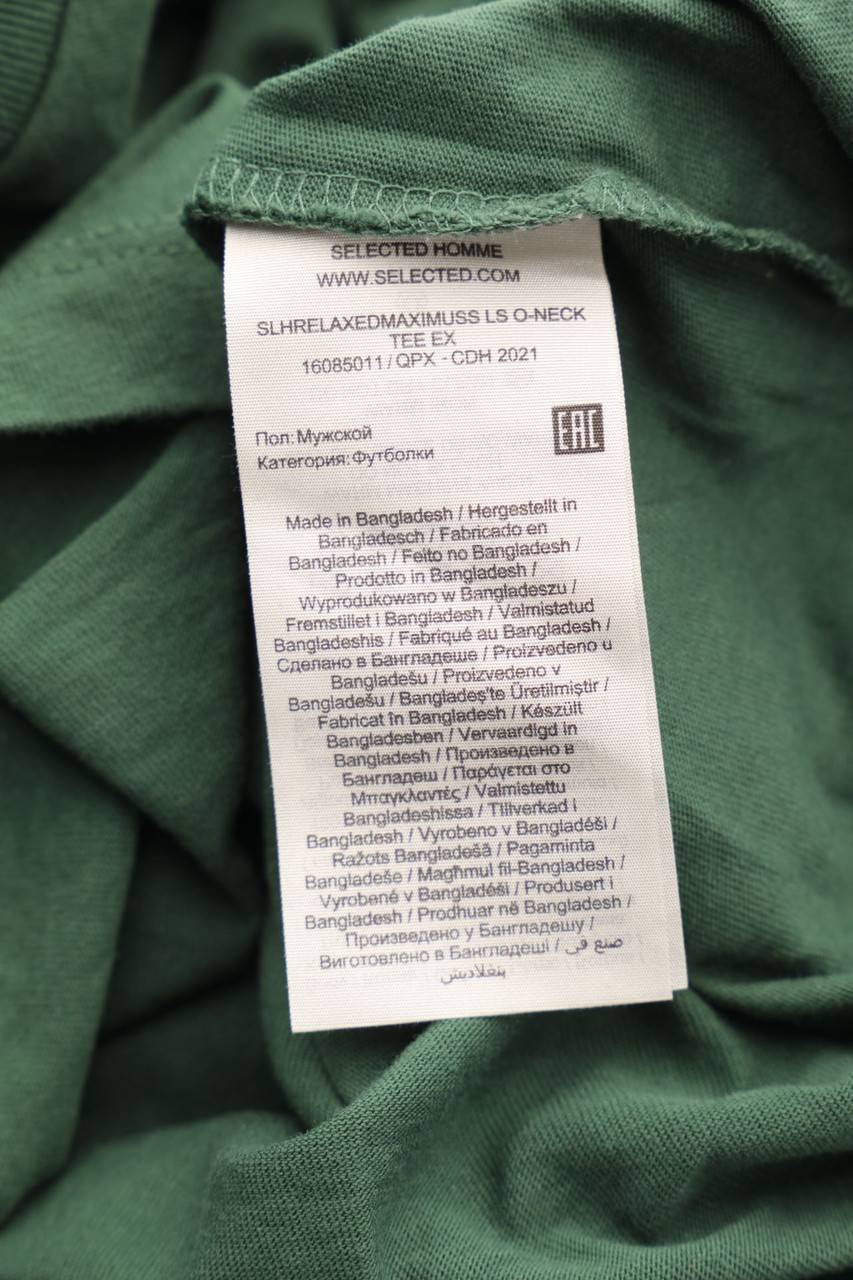 SELECTED HOMME
WWW.SELECTED.COM
SLHRELAXEDMAXIMUSS LS O-NECK
TEE EX
16085011 / QPX - CDH 2021
Пол: Мужской
Категория: Футболки
EAC
Made in Bangladesh / Hergestellt in
Bangladesch / Fabricado en
Bangladesh / Feito no Bangladesh /
Prodotto in Bangladesh /
Wyprodukowano w Bangladeszu /
Fremstillet i Bangladesh / Valmistatud
Bangladeshis / Fabriqué au Bangladesh /
Сделано в Бангладеше / Proizvedeno u
Bangladešu / Proizvedeno v
Bangladešu / Bangladeş'te Üretilmiştir /
Fabricat în Bangladesh / Készült
Bangladesben / Vervaardigd in
Bangladesh / Произведено в
Бангладеш / Παράγεται στο
Μπαγκλαντές / Valmistettu
Bangladeshissa / Tillverkad i
Bangladesh / Vyrobeno v Bangladéši /
Ražots Bangladešā / Pagaminta
Bangladeše / Magħmul fil-Bangladesh /
Vyrobené v Bangladéši / Produsert i
Bangladesh / Prodhuar në Bangladesh /
Произведено у Бангладешу /
Виготовлено в Бангладеші / صنع في
بنغلاديش